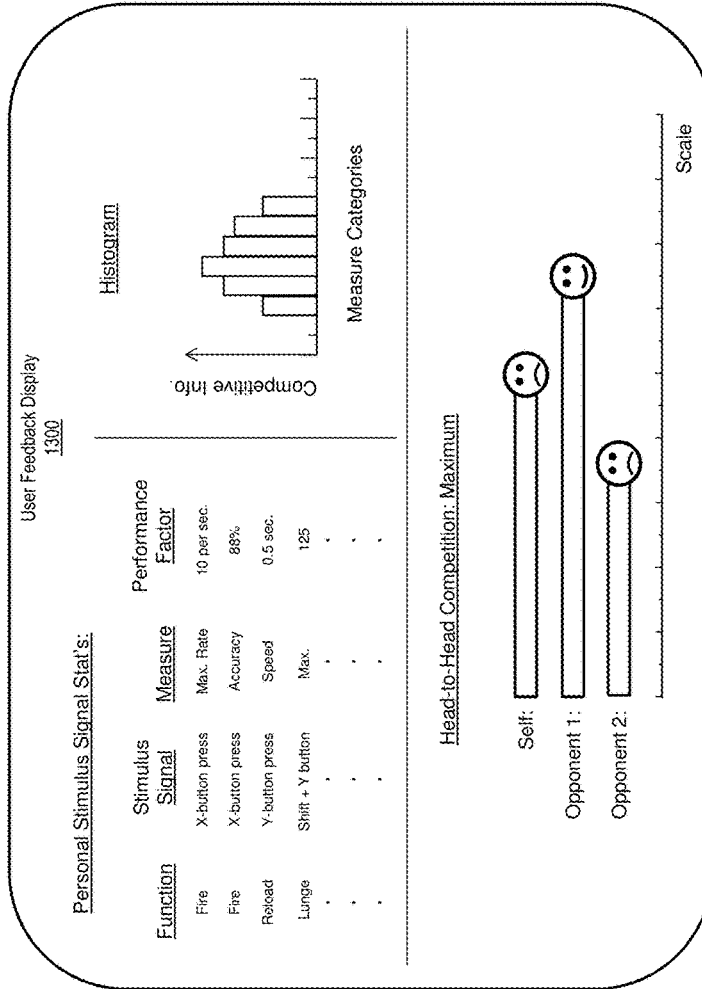 User Feedback Display
1300
Personal Stimulus Signal Stat's:
Function Stimulus Signal Measure Performance Factor
Fire X-button press Max. Rate 10 per sec.
Fire X-button press Accuracy 88%
Reload Y-button press Speed 0.5 sec.
Lunge Shift + Y button Max. 125
. . . .
. . . .
Histogram
Competitive Info.
Measure Categories
Head-to-Head Competition: Maximum
Self:
Opponent 1:
Opponent 2:
Scale